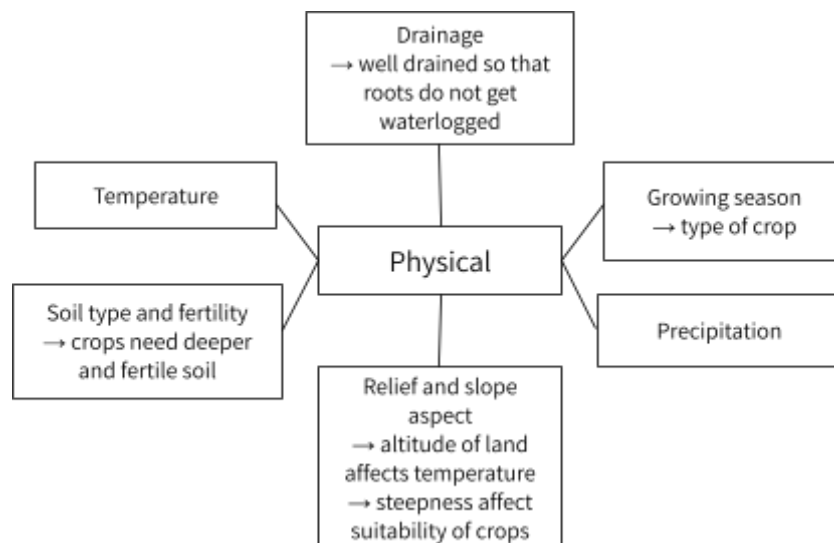 Drainage
→ well drained so that
roots do not get
waterlogged
Temperature
Growing season
→ type of crop
Physical
Soil type and fertility
→ crops need deeper
and fertile soil
Precipitation
Relief and slope
aspect
→ altitude of land
affects temperature
→ steepness affect
suitability of crops